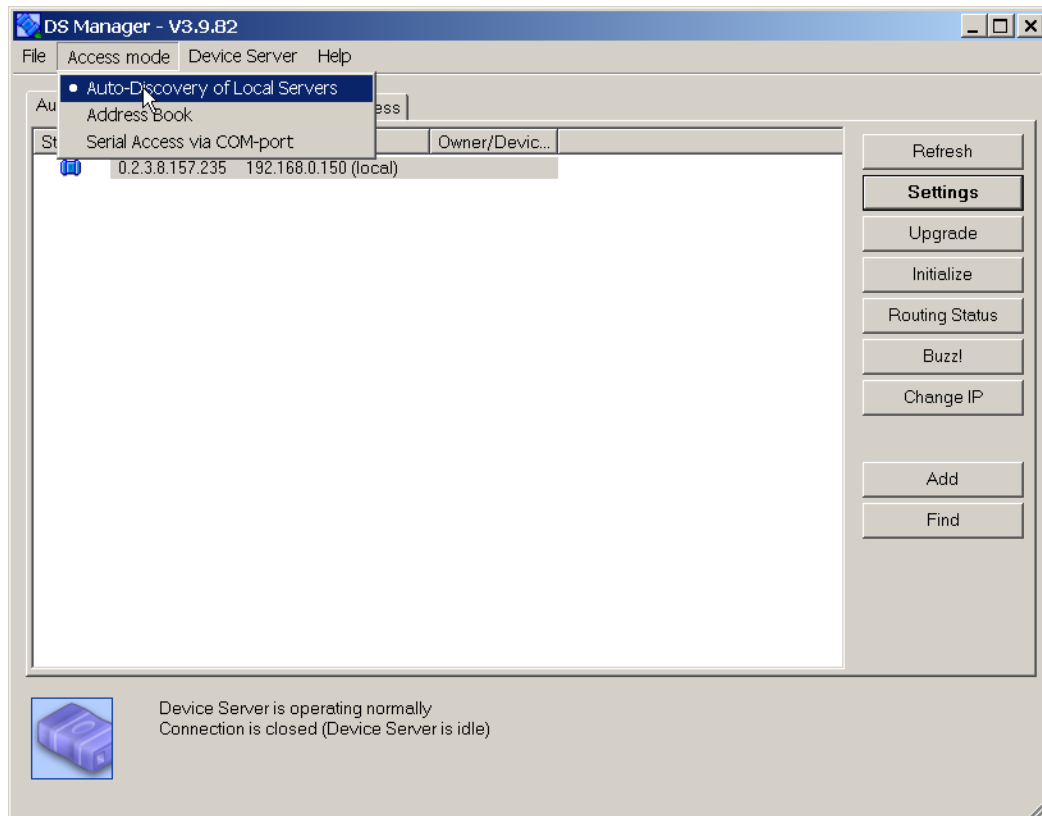 DS Manager - V3.9.82
File Access mode Device Server Help
Auto-Discovery of Local Servers
Address Book
Serial Access via COM-port
Owner/Devic...
0.2.3.8.157.235 192.168.0.150 (local)
Refresh
Settings
Upgrade
Initialize
Routing Status
Buzz!
Change IP
Add
Find
Device Server is operating normally
Connection is closed (Device Server is idle)